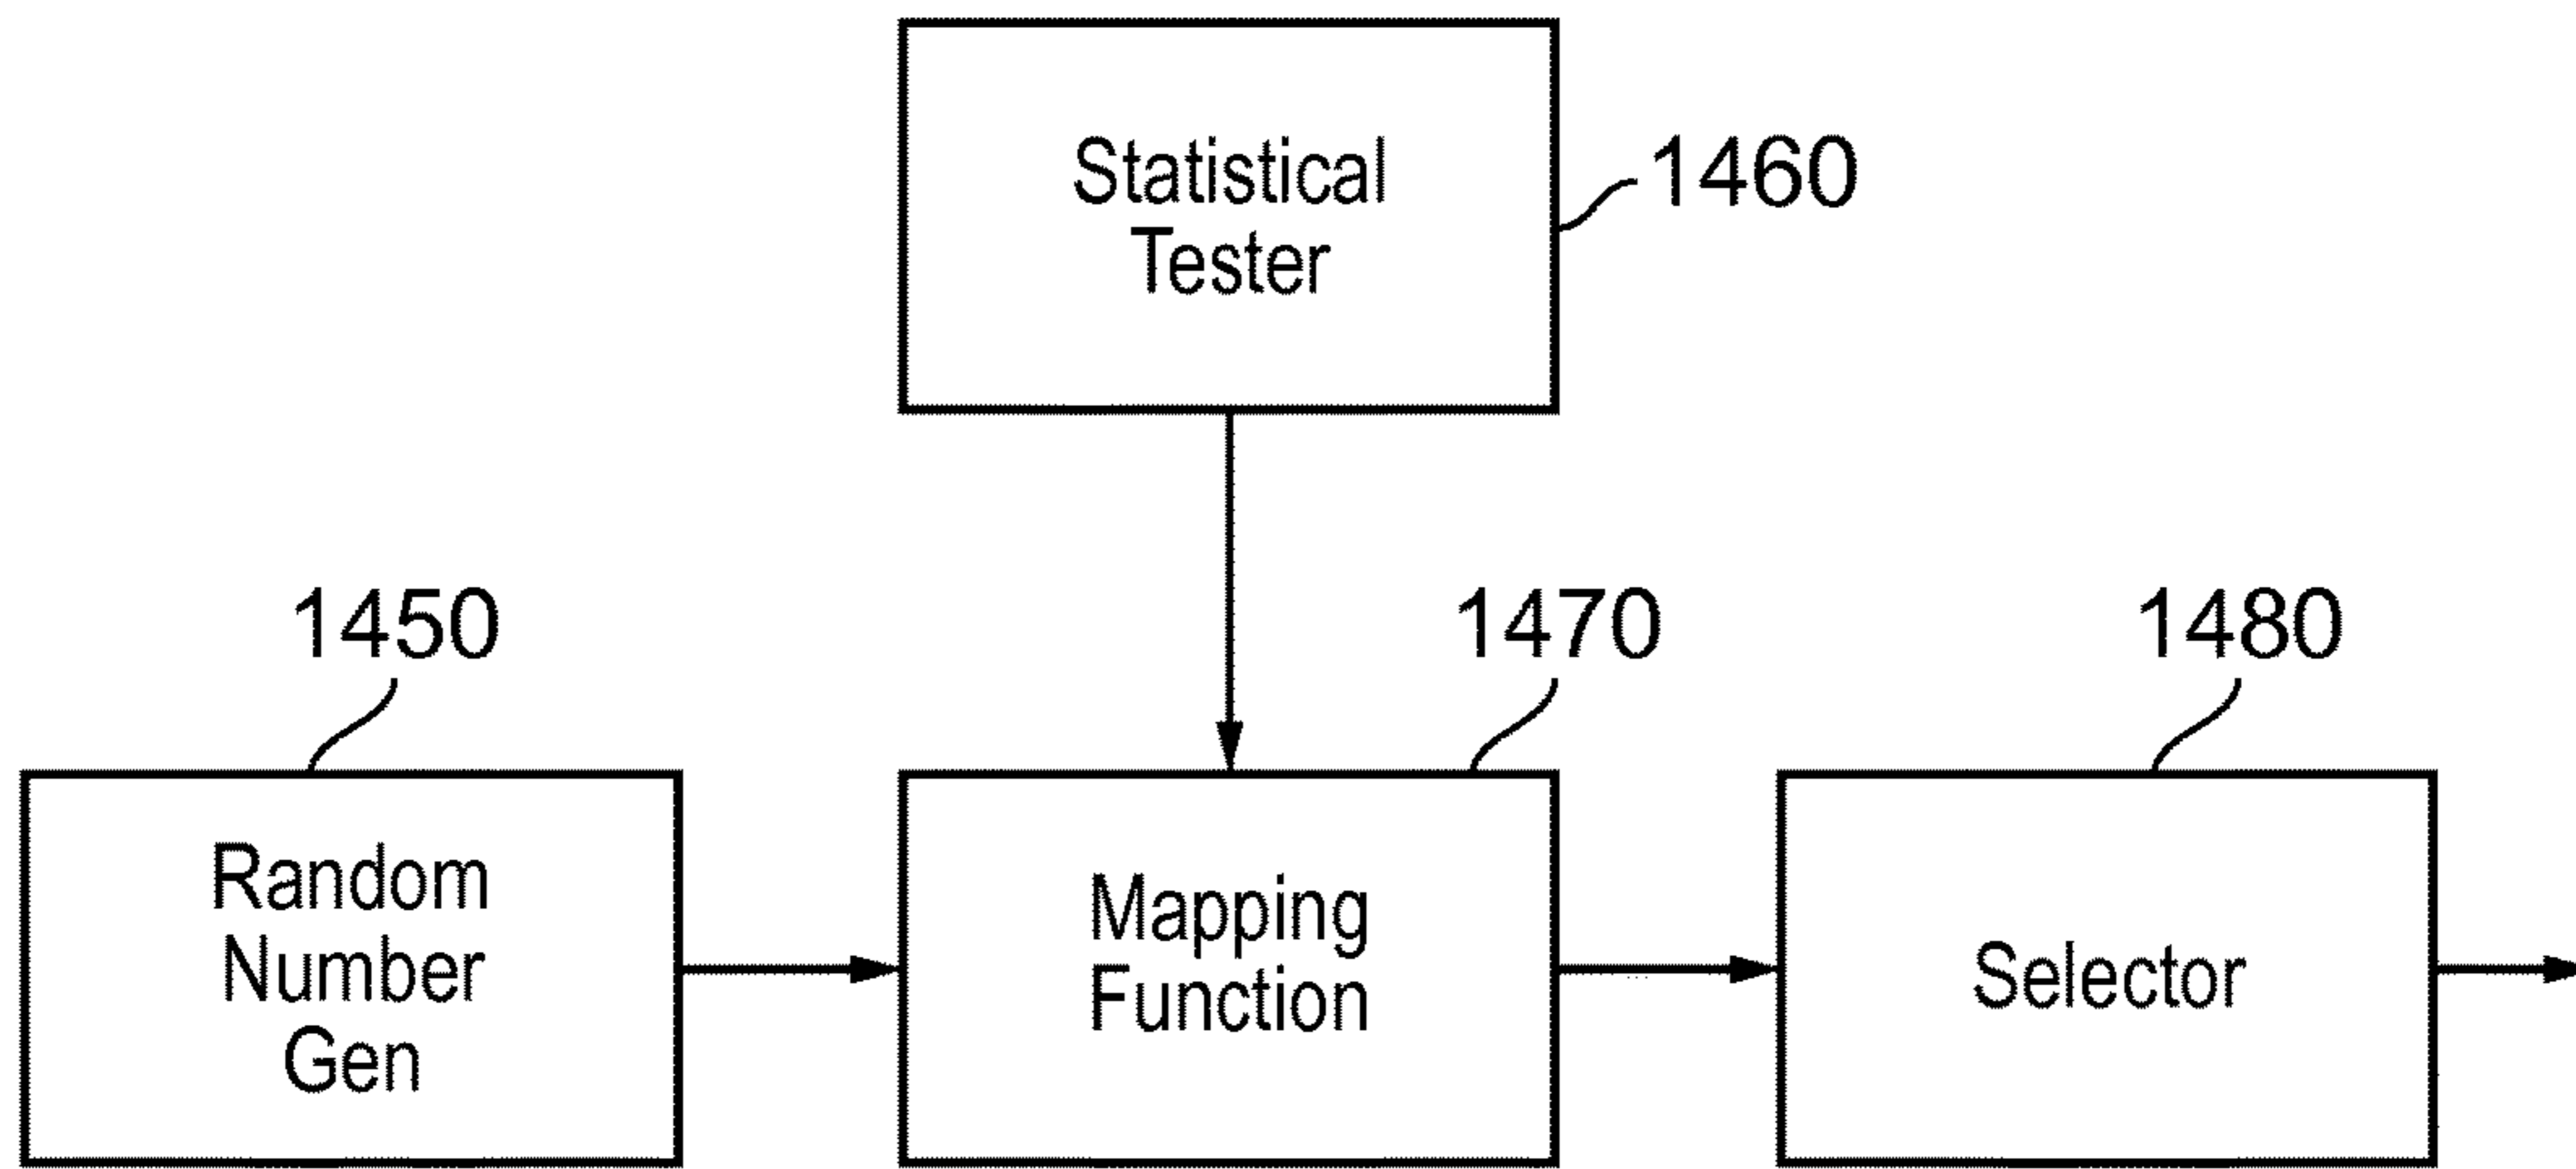 Statistical
Tester
1460
1450
1470
1480
Random
Number
Gen
Mapping
Function
Selector